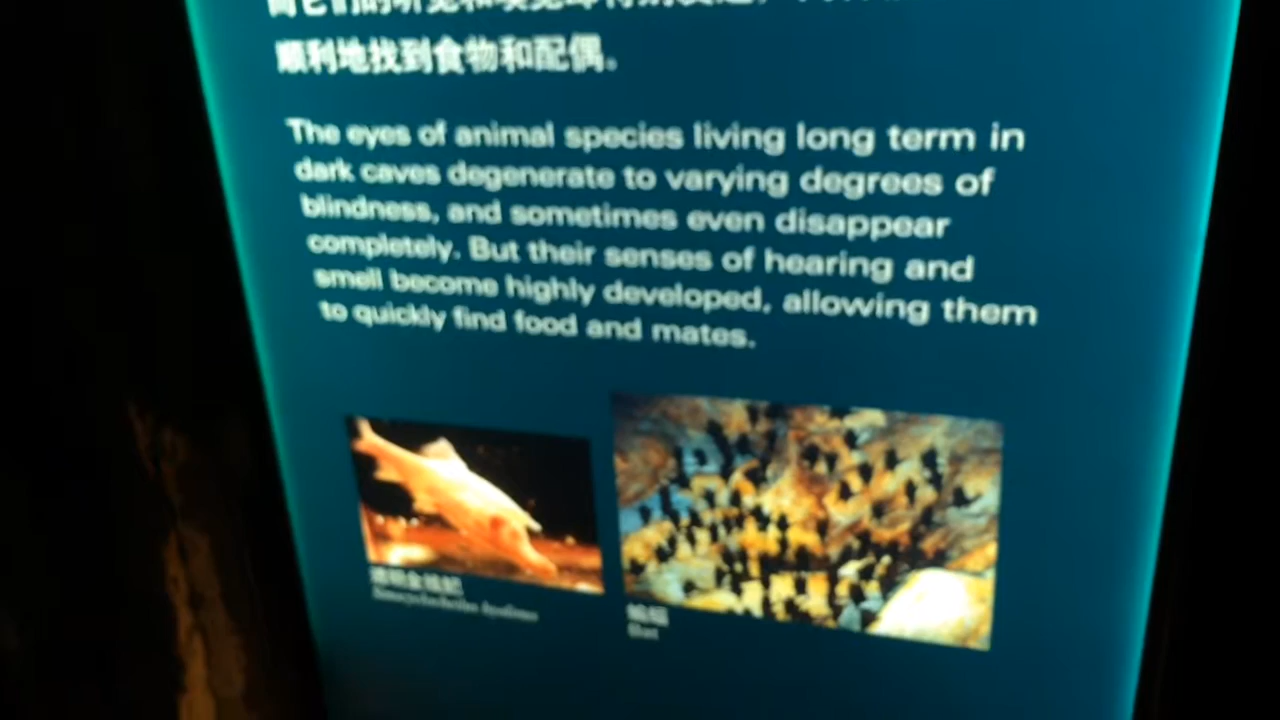 顺利地找到食物和配偶。
The eyes of animal species living long term in
dark caves degenerate to varying degrees of
blindness, and sometimes even disappear
completely. But their senses of hearing and
smell become highly developed, allowing them
to quickly find food and mates.
Sinocyclocheilus hyalinus
蝙蝠
Bat